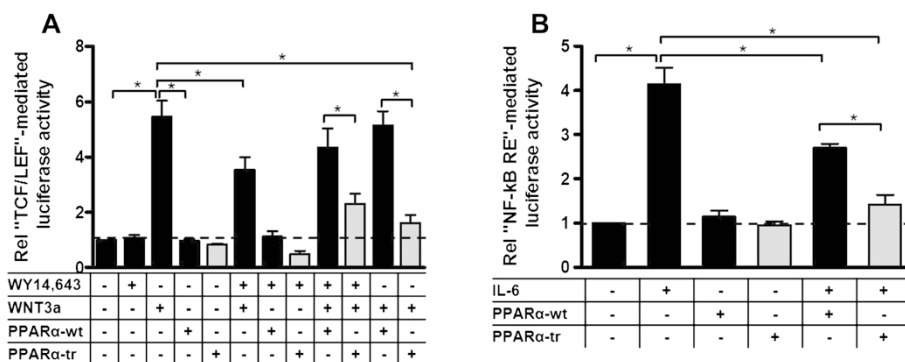 A
Rel "TCF/LEF"-mediated
luciferase activity
8
6
4
2
0
*
*
*
*
*
*
WY14,643 - + - - - + + + + + - -
WNT3a - - + - - + - - + + + +
PPARα-wt - - - + - - + - + - + -
PPARα-tr - - - - + - - + - + - +
B
Rel "NF-kB RE"-mediated
luciferase activity
5
4
3
2
1
0
*
*
*
*
IL-6 - + - - + +
PPARα-wt - - + - + -
PPARα-tr - - - + - +